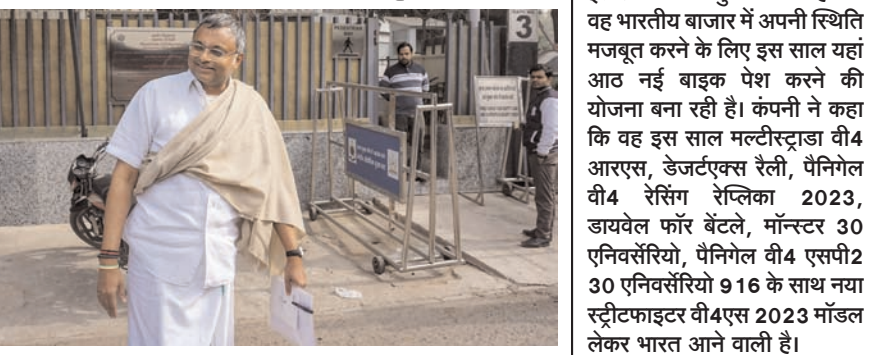 3
वह भारतीय बाजार में अपनी स्थिति
मजबूत करने के लिए इस साल यहां
आठ नई बाइक पेश करने की
योजना बना रही है। कंपनी ने कहा
कि वह इस साल मल्टीस्ट्राडा वी4
आरएस, डेजर्टएक्स रैली, पैनिगेल
वी4 रेसिंग रेप्लिका 2023,
डायवेल फॉर बेंटले, मॉन्स्टर 30
एनिवर्सेरियो, पैनिगेल वी4 एसपी2
30 एनिवर्सेरियो 916 के साथ नया
स्ट्रीटफाइटर वी4एस 2023 मॉडल
लेकर भारत आने वाली है।